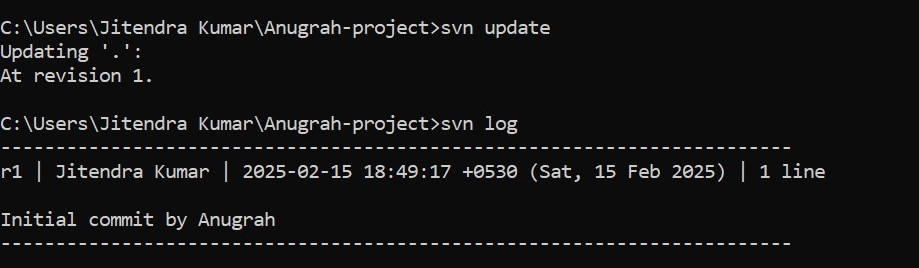 C:\Users\Jitendra Kumar\Anugrah-project>svn update
Updating '.':
At revision 1.
C:\Users\Jitendra Kumar\Anugrah-project>svn log
------------------------------------------------------------------------
r1 | Jitendra Kumar | 2025-02-15 18:49:17 +0530 (Sat, 15 Feb 2025) | 1 line
Initial commit by Anugrah
------------------------------------------------------------------------